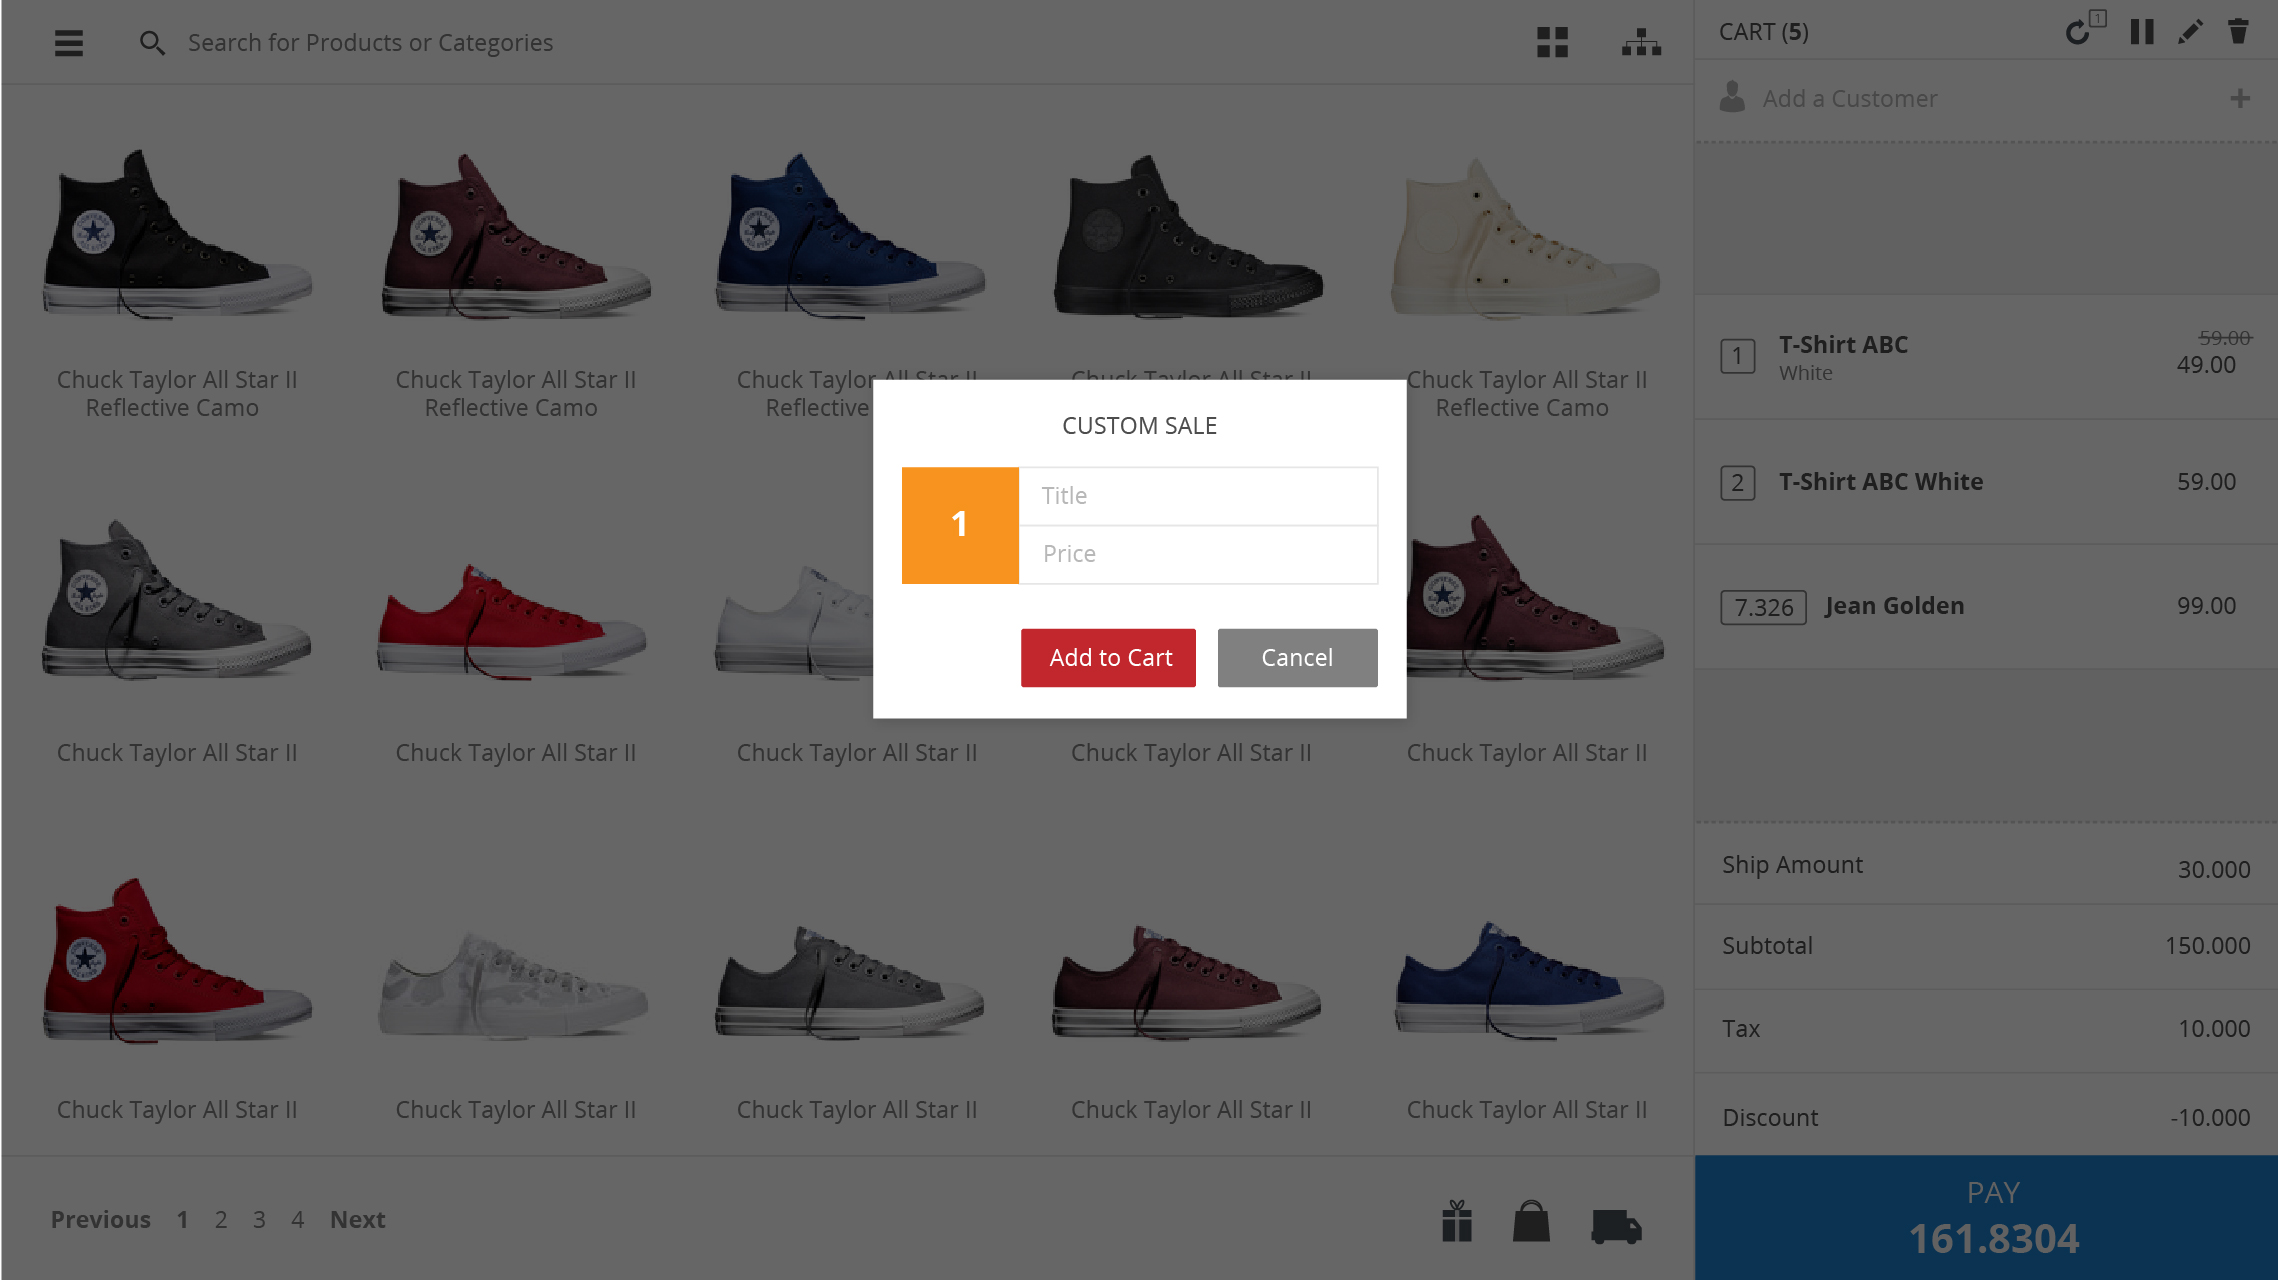 Search for Products or Categories
CART (5)
1
Add a Customer
Chuck Taylor All Star II
Reflective Camo
Chuck Taylor All Star II
Reflective Camo
Chuck Taylor All Star II
Reflective
Chuck Taylor All Star II
Chuck Taylor All Star II
Reflective Camo
CUSTOM SALE
1
Title
Price
Add to Cart
Cancel
Chuck Taylor All Star II
Chuck Taylor All Star II
Chuck Taylor All Star II
Chuck Taylor All Star II
Chuck Taylor All Star II
Chuck Taylor All Star II
Chuck Taylor All Star II
Chuck Taylor All Star II
Chuck Taylor All Star II
Chuck Taylor All Star II
Previous 1 2 3 4 Next
59.00
1 T-Shirt ABC 49.00
White
2 T-Shirt ABC White 59.00
7.326 Jean Golden 99.00
Ship Amount 30.000
Subtotal 150.000
Tax 10.000
Discount -10.000
PAY
161.8304